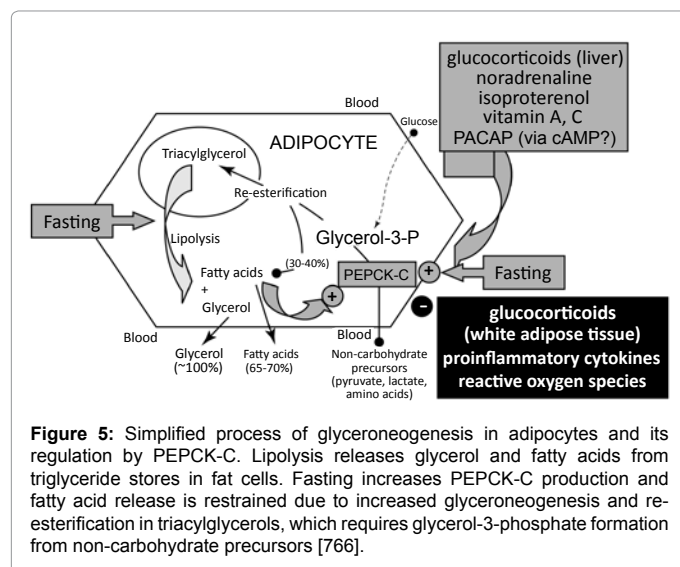 glucocorticoids (liver)
noradrenaline
isoproterenol
vitamin A, C
PACAP (via cAMP?)
Blood
Glucose
ADIPOCYTE
Triacylglycerol
Re-esterification
Fasting
Lipolysis
Glycerol-3-P
(30-40%)
Fatty acids
+
Glycerol
+
PEPCK-C
+
Fasting
−
Blood
Blood
Glycerol
(~100%)
Fatty acids
(65-70%)
Non-carbohydrate
precursors
(pyruvate, lactate,
amino acids)
glucocorticoids
(white adipose tissue)
proinflammatory cytokines
reactive oxygen species
Figure 5: Simplified process of glyceroneogenesis in adipocytes and its
regulation by PEPCK-C. Lipolysis releases glycerol and fatty acids from
triglyceride stores in fat cells. Fasting increases PEPCK-C production and
fatty acid release is restrained due to increased glyceroneogenesis and re-
esterification in triacylglycerols, which requires glycerol-3-phosphate formation
from non-carbohydrate precursors [766].